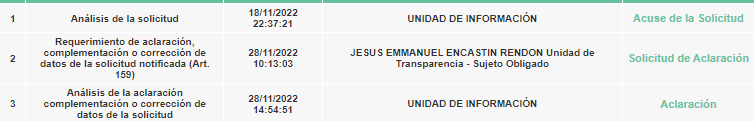 1 Análisis de la solicitud 18/11/2022 22:37:21 UNIDAD DE INFORMACIÓN Acuse de la Solicitud
2 Requerimiento de aclaración, complementación o corrección de datos de la solicitud notificada (Art. 159) 28/11/2022 10:13:03 JESUS EMMANUEL ENCASTIN RENDON Unidad de Transparencia - Sujeto Obligado Solicitud de Aclaración
3 Análisis de la aclaración complementación o corrección de datos de la solicitud 28/11/2022 14:54:51 UNIDAD DE INFORMACIÓN Aclaración